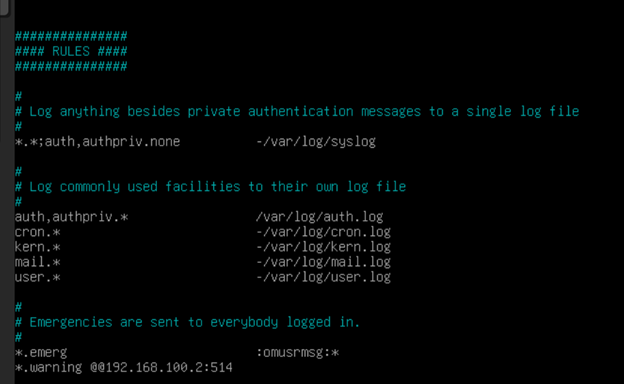 ###############
#### RULES ####
###############
#
# Log anything besides private authentication messages to a single log file
#
*.*;auth,authpriv.none -/var/log/syslog
#
# Log commonly used facilities to their own log file
#
auth,authpriv.* /var/log/auth.log
cron.* -/var/log/cron.log
kern.* -/var/log/kern.log
mail.* -/var/log/mail.log
user.* -/var/log/user.log
#
# Emergencies are sent to everybody logged in.
#
*.emerg :omusrmsg:*
*.warning @@192.168.100.2:514